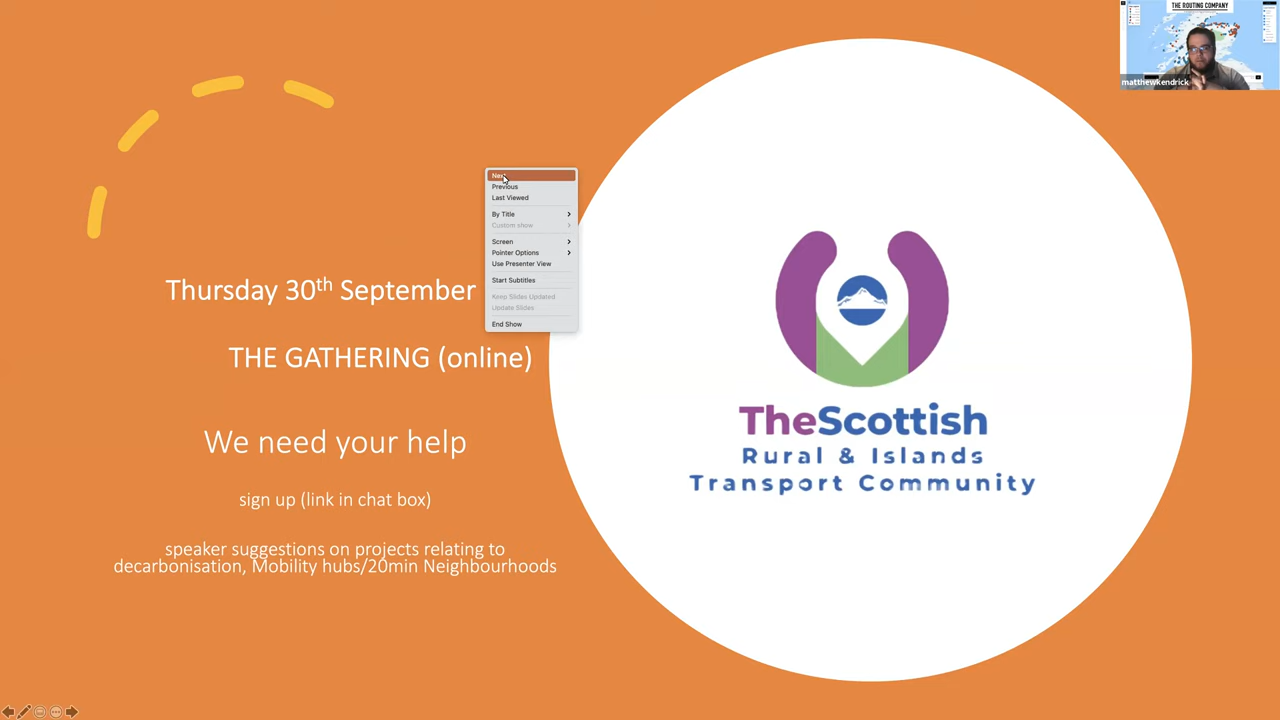 THE ROUTING COMPANY
matthewkendrick
Next
Previous
Last Viewed
By Title
Custom show
Screen
Pointer Options
Use Presenter View
Start Subtitles
Keep Slides Updated
Update Slides
End Show
Thursday 30th September
THE GATHERING (online)
We need your help
sign up (link in chat box)
speaker suggestions on projects relating to
decarbonisation, Mobility hubs/20min Neighbourhoods
TheScottish
Rural & Islands
Transport Community